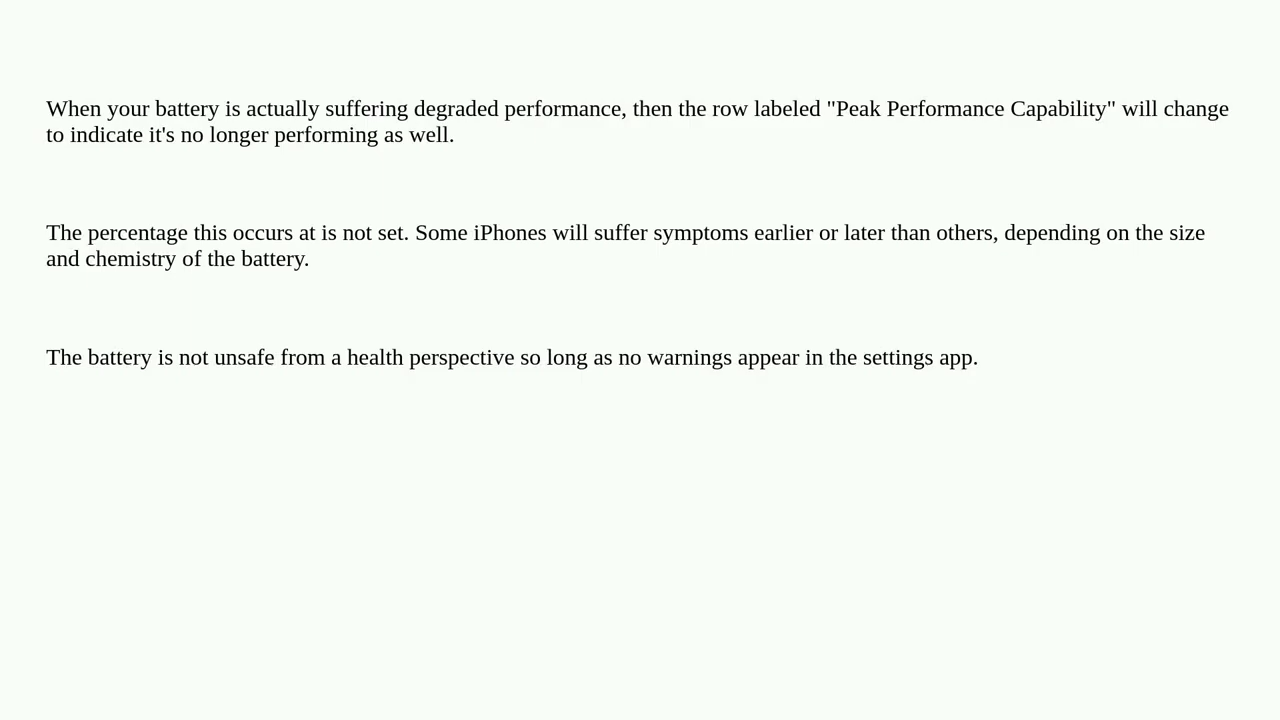 When your battery is actually suffering degraded performance, then the row labeled "Peak Performance Capability" will change
to indicate it's no longer performing as well.
The percentage this occurs at is not set. Some iPhones will suffer symptoms earlier or later than others, depending on the size
and chemistry of the battery.
The battery is not unsafe from a health perspective so long as no warnings appear in the settings app.